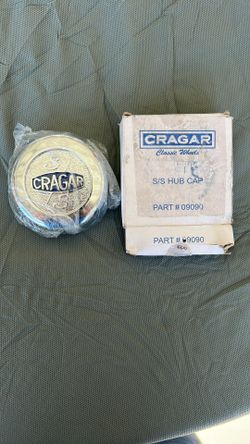 CRAGAR
CRAGAR
Classic Wheels
S/S HUB CAP
PART # 09090
PART # 09090